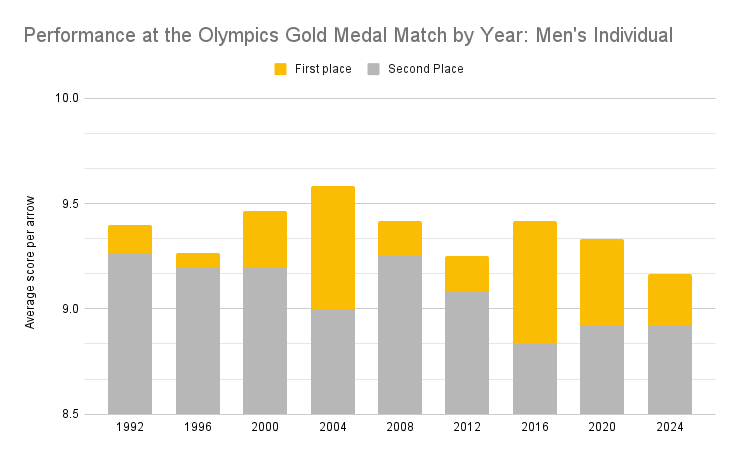 Performance at the Olympics Gold Medal Match by Year: Men's Individual
First place Second Place
Average score per arrow
10.0
9.5
9.0
8.5
1992 1996 2000 2004 2008 2012 2016 2020 2024